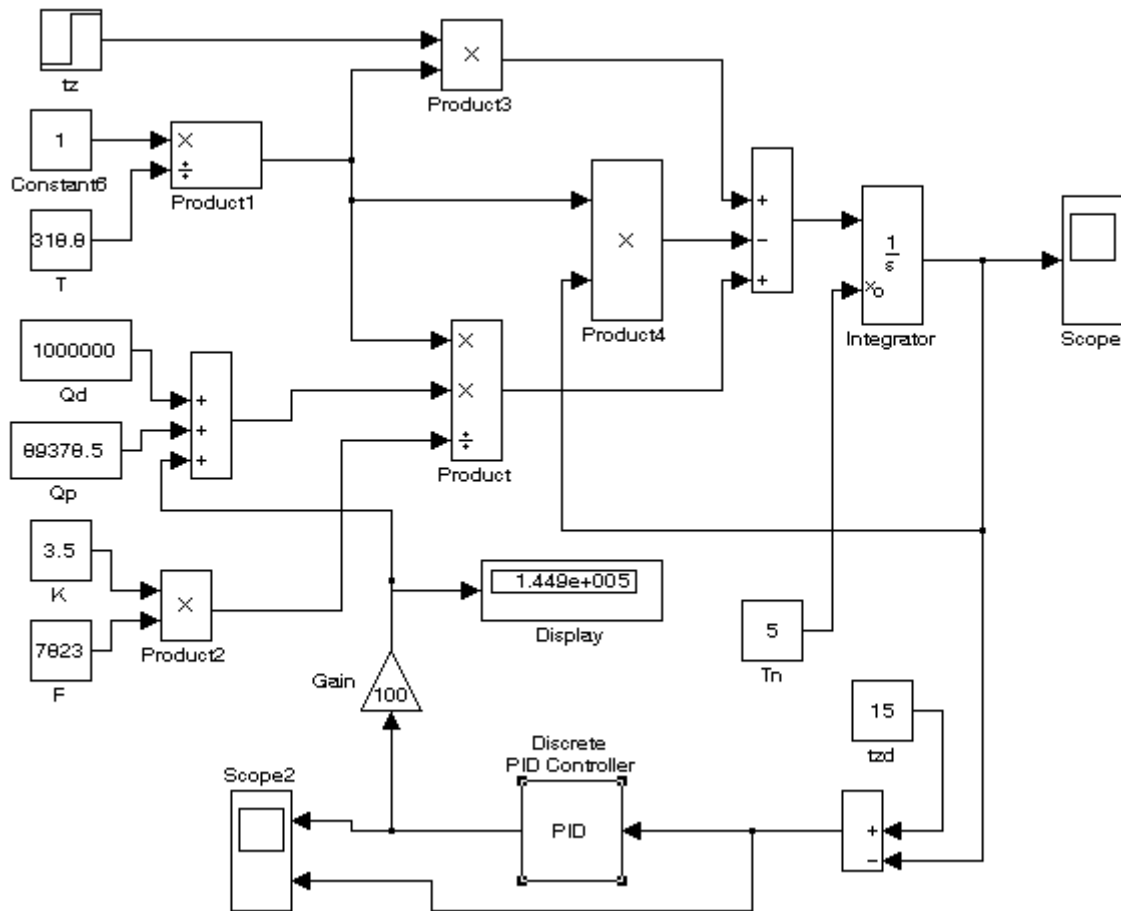 tz
×
Product3
1
Constant6
×
÷
Product1
318.8
T
×
Product4
+
−
+
1
s
xo
Integrator
Scope
1000000
Qd
89378.5
Qp
+
+
+
×
×
÷
Product
3.5
K
7823
F
×
Product2
1.449e+005
Display
Gain
100
5
Tn
15
tzd
Discrete
PID Controller
PID
Scope2
+
−